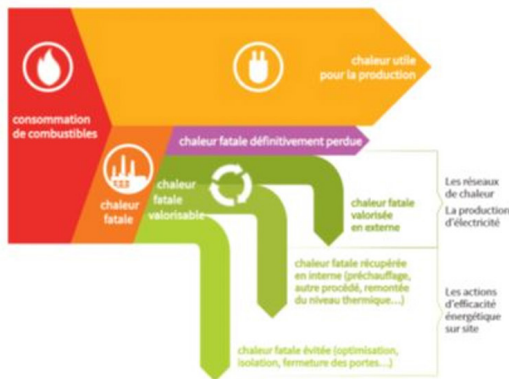 chaleur utile
pour la production
consommation
de combustibles
chaleur fatale définitivement perdue
chaleur
fatale
chaleur
fatale
valorisable
chaleur fatale
valorisée
en externe
Les réseaux
de chaleur
La production
d'électricité
chaleur fatale récupérée
en interne (préchauffage,
autre procédé, remontée
du niveau thermique...)
Les actions
d'efficacité
énergétique
sur site
chaleur fatale évitée (optimisation,
isolation, fermeture des portes...)